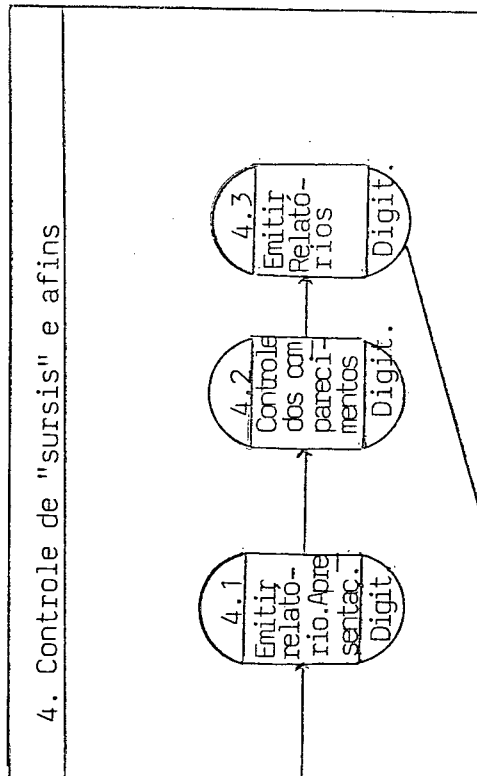 4. Controle de "sursis" e afins
4.1
Emitir
relató-
rio.Apre
sentaç.
Digit
4.2
Controle
dos com
pareci-
mentos
Digit.
4.3
Emitir
Relató-
rios
Digit.